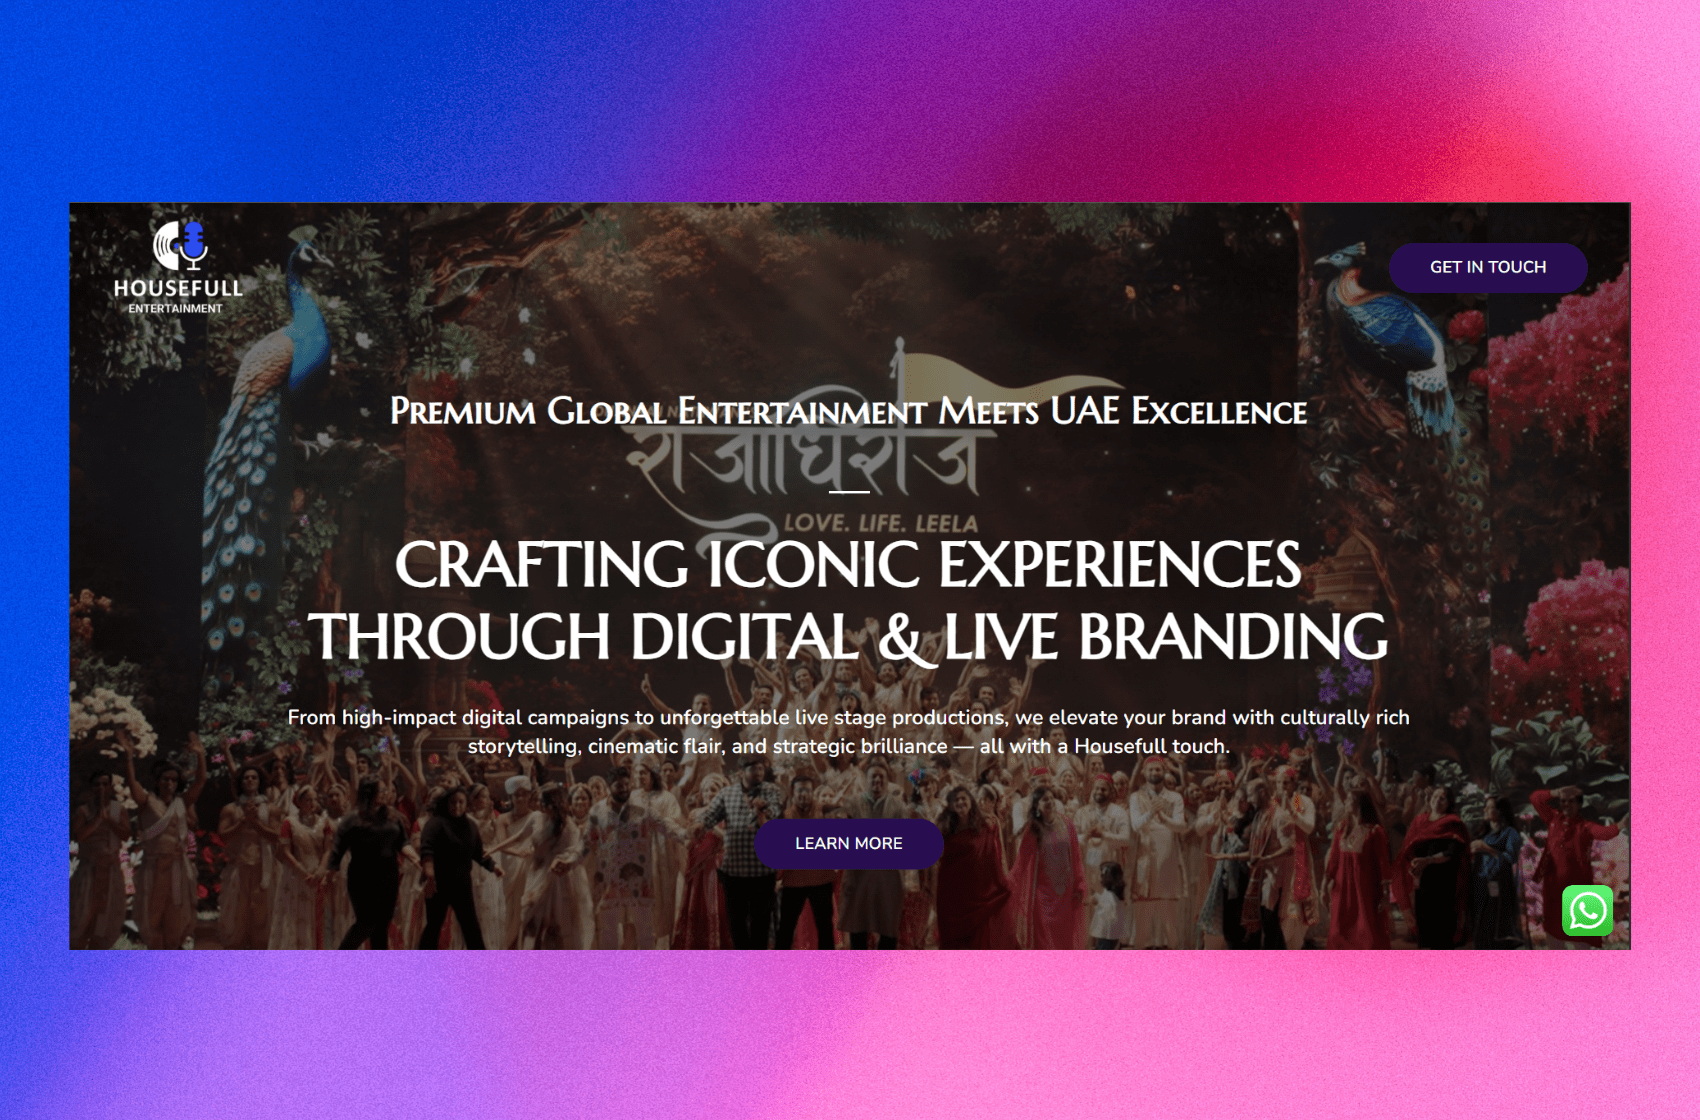 HOUSEFULL
ENTERTAINMENT
GET IN TOUCH
Premium Global Entertainment Meets UAE Excellence
राजाधिराज
LOVE. LIFE. LEELA
CRAFTING ICONIC EXPERIENCES
THROUGH DIGITAL & LIVE BRANDING
From high-impact digital campaigns to unforgettable live stage productions, we elevate your brand with culturally rich
storytelling, cinematic flair, and strategic brilliance — all with a Housefull touch.
LEARN MORE